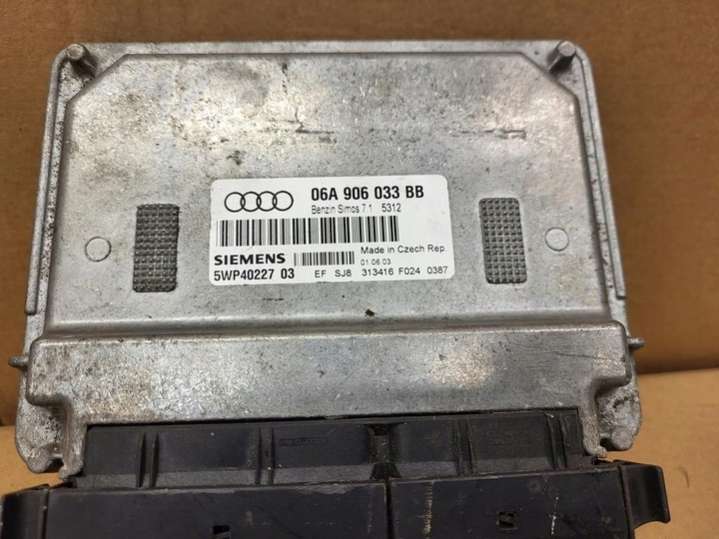 06A 906 033 BB
Benzin Simos 7 1 5312
SIEMENS
Made in Czech Rep.
01.06.03
5WP40227 03 EF SJ8 313416 F024 0387